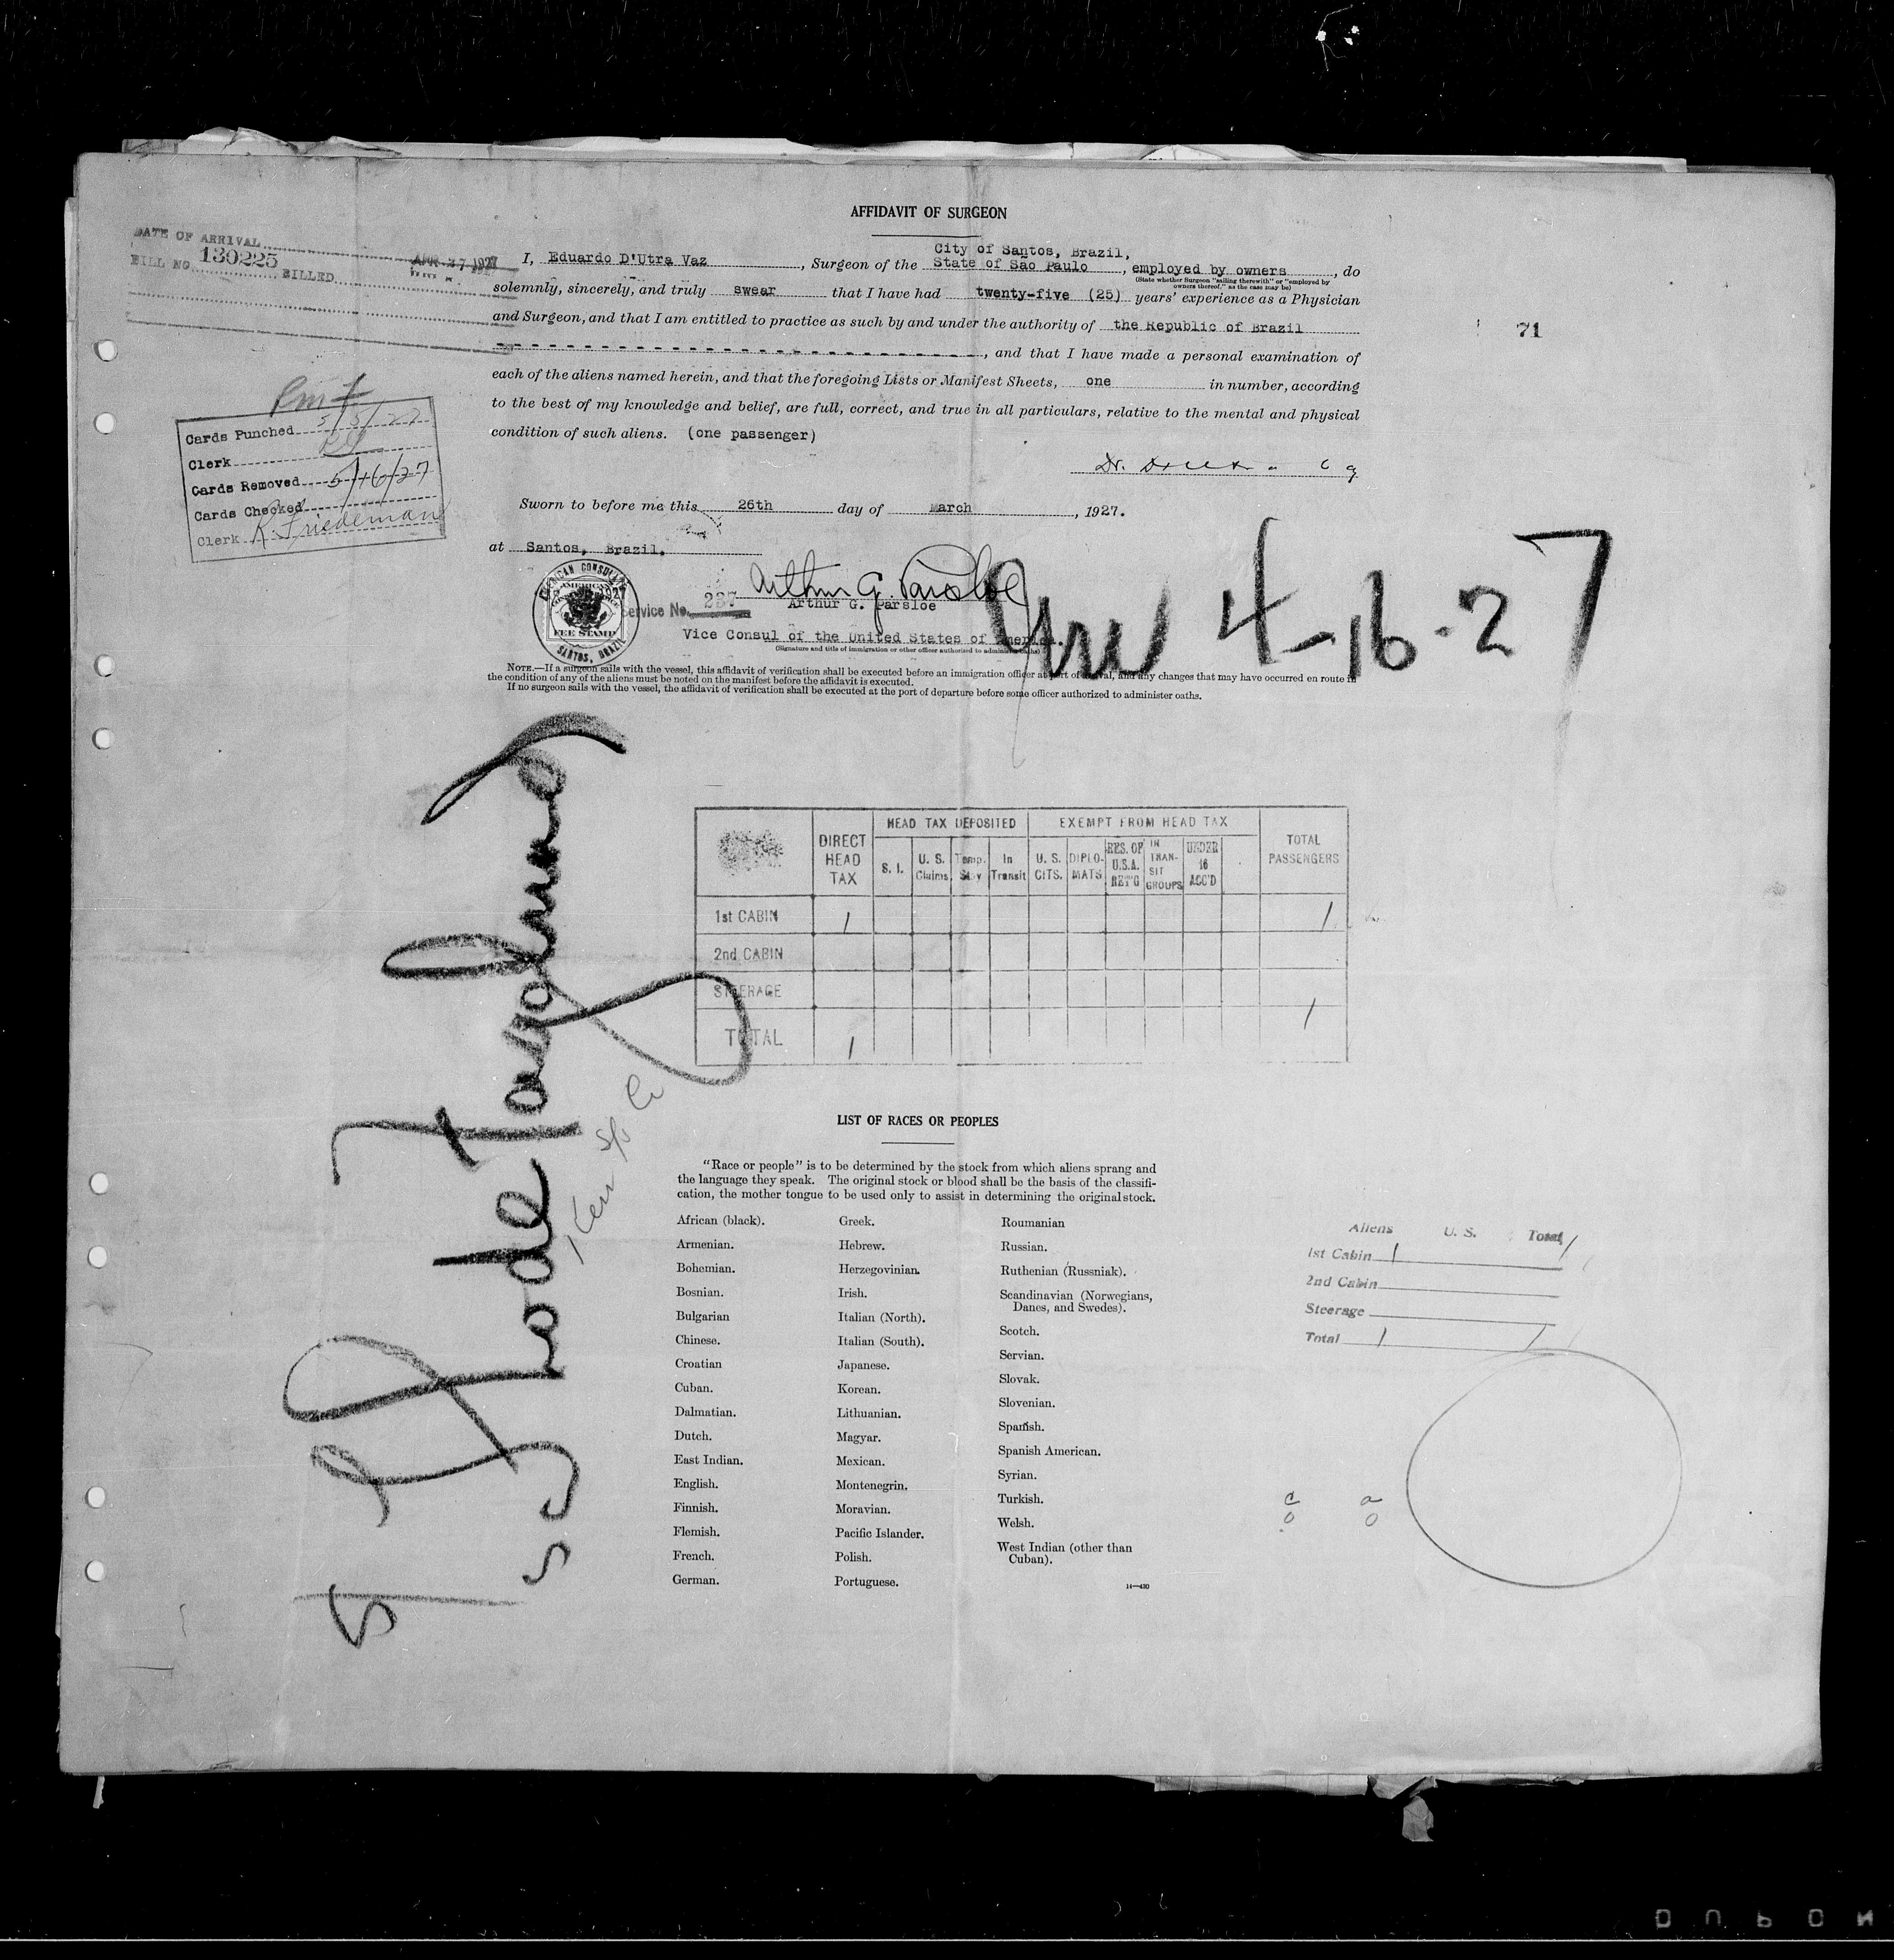 AFFIDAVIT OF SURGEON
DATE OF ARRIVAL
BILL NO. 130225 BILLED
City of Santos, Brazil,
I, Eduardo D'Utra Vaz, Surgeon of the State of Sao Paulo, employed by owners, do
(State whether Surgeon "sailing therewith" or "employed by
owners thereof," as the case may be)
solemnly, sincerely, and truly swear that I have had twenty-five (25) years' experience as a Physician
and Surgeon, and that I am entitled to practice as such by and under the authority of the Republic of Brazil
, and that I have made a personal examination of
71
each of the aliens named herein, and that the foregoing Lists or Manifest Sheets, one in number, according
to the best of my knowledge and belief, are full, correct, and true in all particulars, relative to the mental and physical
condition of such aliens. (one passenger)
Cards Punched 5/5/27
Clerk
Cards Removed 5/16/27
Cards Checked
Clerk R. Friedeman
Dr.
Sworn to before me this 26th day of March, 1927.
at Santos, Brazil.
AMERICAN CONSULATE
AMERICAN
FEE STAMP
SANTOS, BRAZIL
Service No. 237
Arthur G. Parsloe
Arthur G. Parsloe
4-16-27
Vice Consul of the United States of America.
(Signature and title of immigration or other officer authorized to administer oaths)
NOTE.—If a surgeon sails with the vessel, this affidavit of verification shall be executed before an immigration officer at port of arrival, and any changes that may have occurred en route in
the condition of any of the aliens must be noted on the manifest before the affidavit is executed.
If no surgeon sails with the vessel, the affidavit of verification shall be executed at the port of departure before some officer authorized to administer oaths.
DIRECT HEAD TAX
HEAD TAX DEPOSITED
EXEMPT FROM HEAD TAX
TOTAL PASSENGERS
S. I.
U. S. Claims
Temp. Stay
In Transit
U. S. CITS.
DIPLO-MATS
RES. OF U.S.A. RET'G
IN TRAN-SIT GROUPS
UNDER 16 ACC'D
1st CABIN 1 1
2nd CABIN
STEERAGE
TOTAL 1 1
LIST OF RACES OR PEOPLES
"Race or people" is to be determined by the stock from which aliens sprang and
the language they speak. The original stock or blood shall be the basis of the classifi-
cation, the mother tongue to be used only to assist in determining the original stock.
African (black).
Armenian.
Bohemian.
Bosnian.
Bulgarian
Chinese.
Croatian
Cuban.
Dalmatian.
Dutch.
East Indian.
English.
Finnish.
Flemish.
French.
German.
Greek.
Hebrew.
Herzegovinian.
Irish.
Italian (North).
Italian (South).
Japanese.
Korean.
Lithuanian.
Magyar.
Mexican.
Montenegrin.
Moravian.
Pacific Islander.
Polish.
Portuguese.
Roumanian
Russian.
Ruthenian (Russniak).
Scandinavian (Norwegians,
Danes, and Swedes).
Scotch.
Servian.
Slovak.
Slovenian.
Spanish.
Spanish American.
Syrian.
Turkish.
Welsh.
West Indian (other than
Cuban).
14—430
Aliens U. S. Total
1st Cabin 1 1
2nd Cabin
Steerage
Total 1 1
c a
0 0